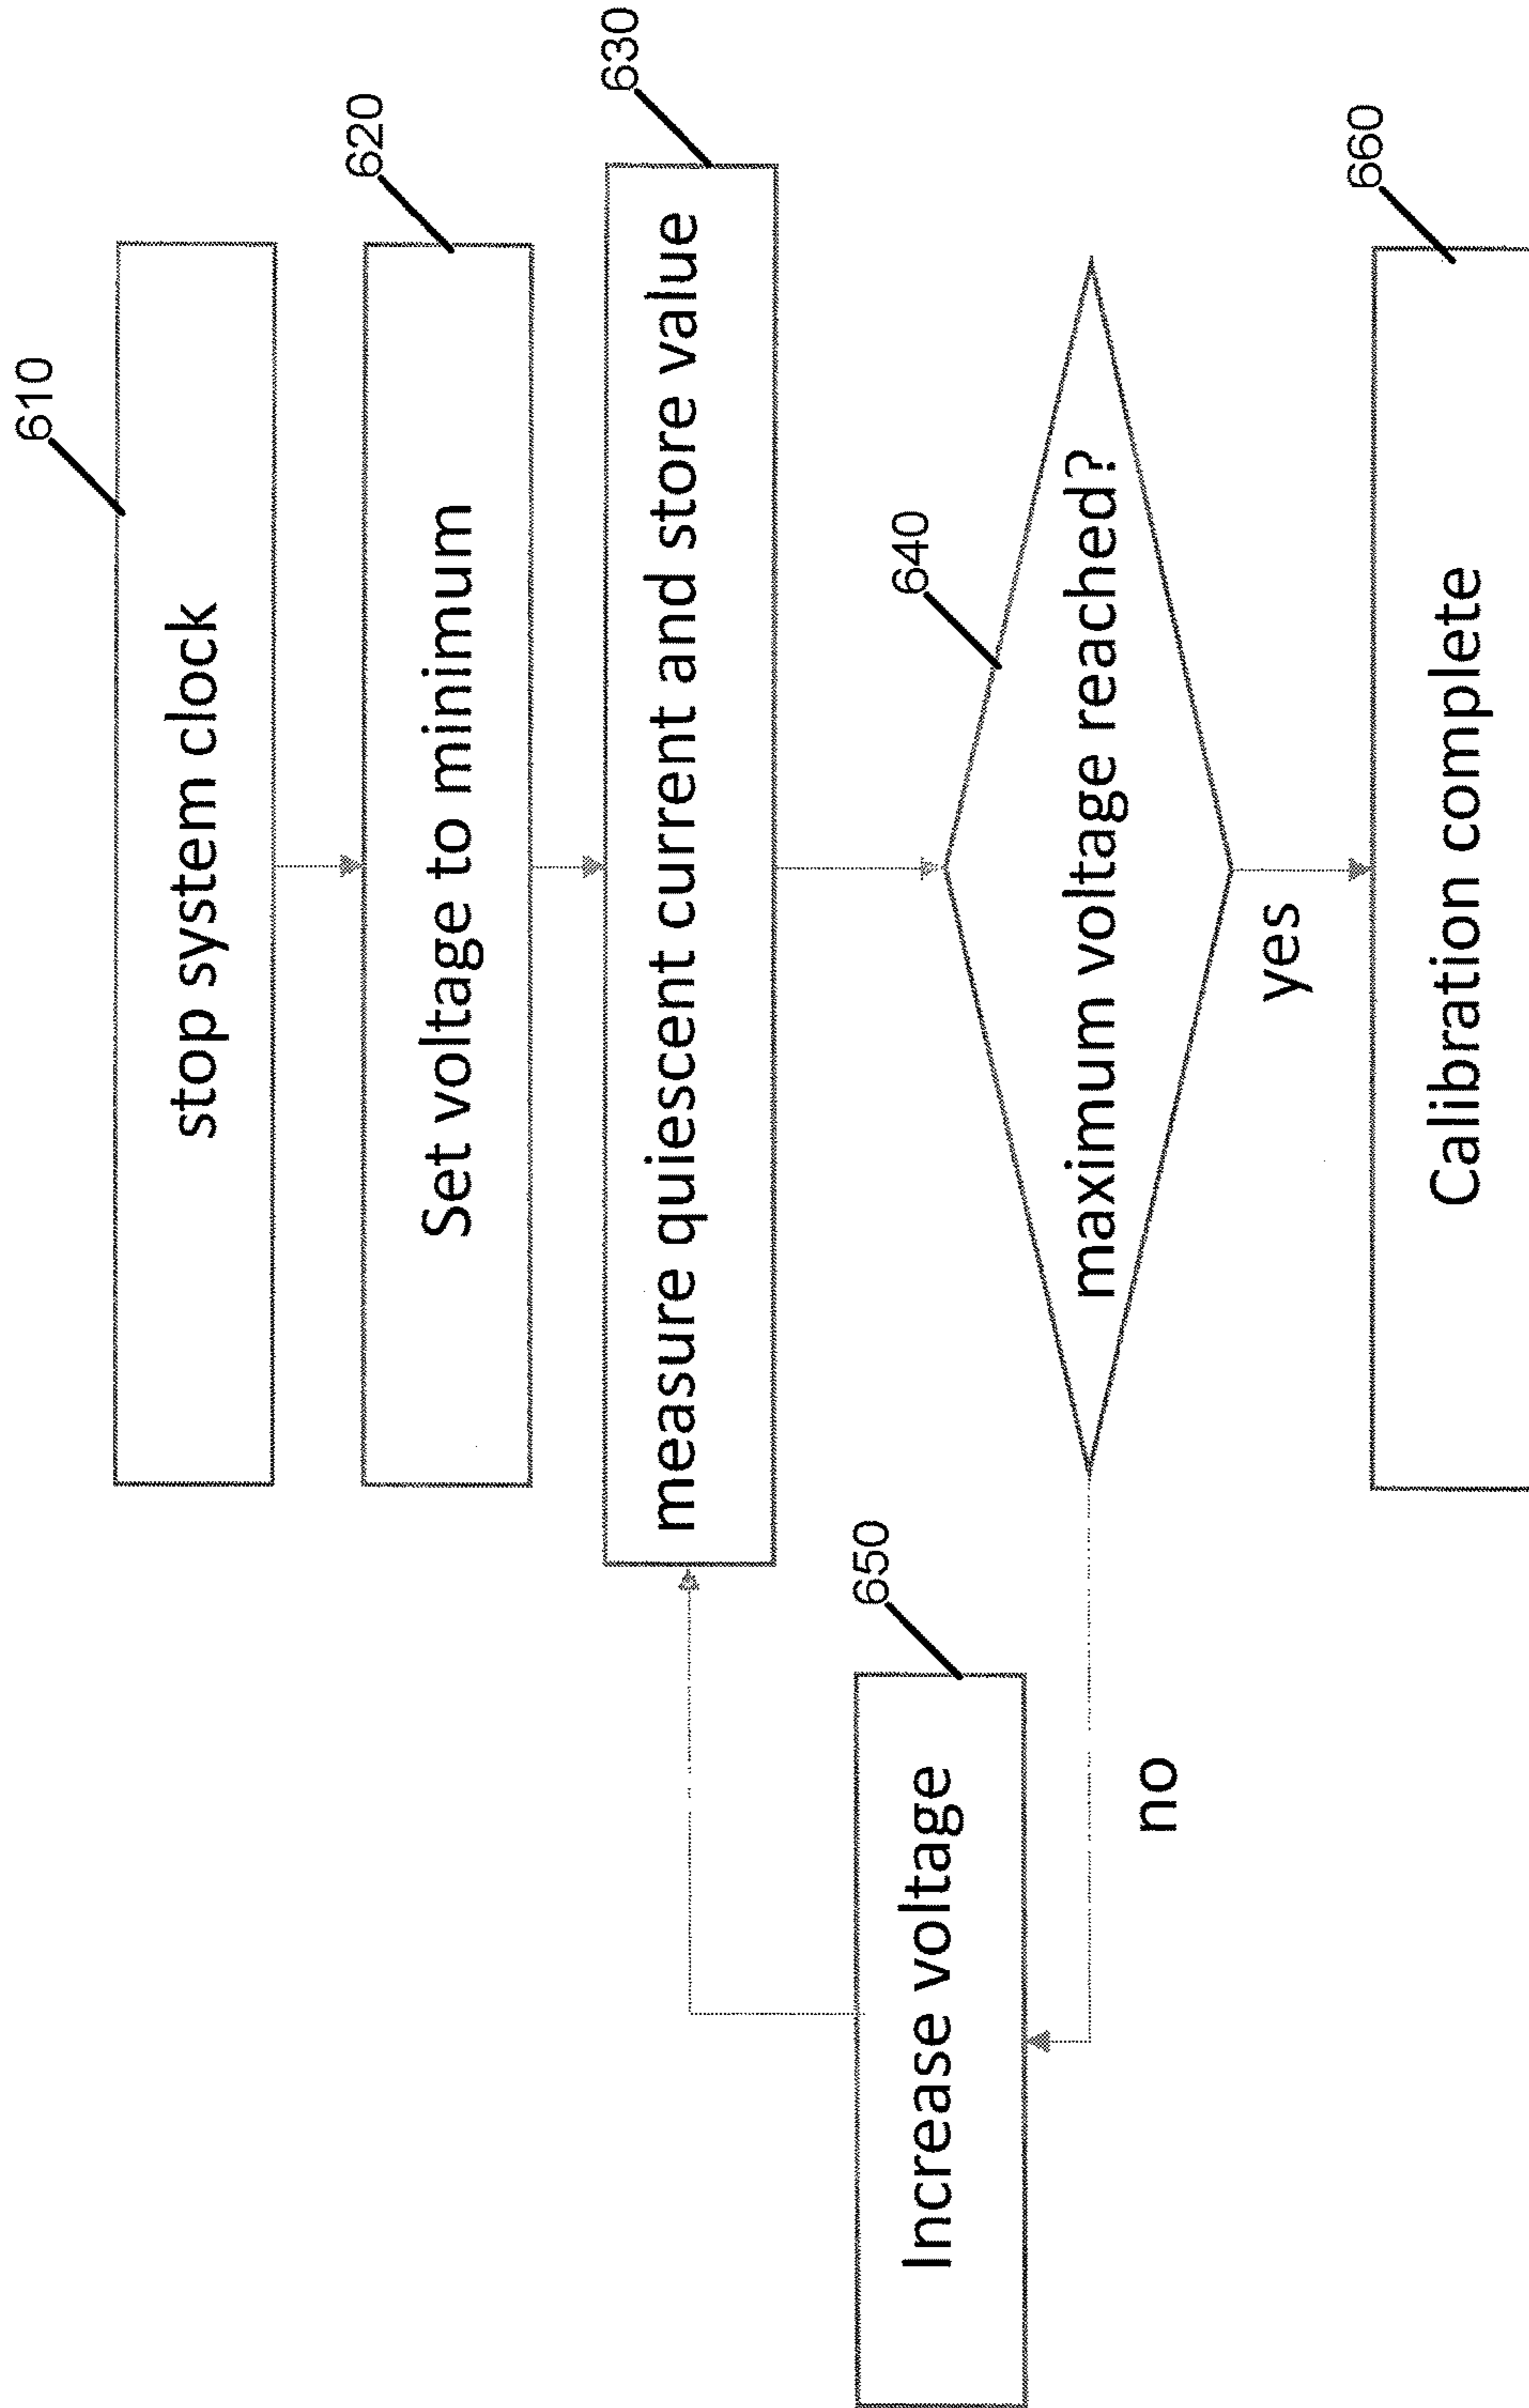 610
stop system clock
620
Set voltage to minimum
630
measure quiescent current and store value
640
maximum voltage reached?
650
Increase voltage
no
yes
660
Calibration complete